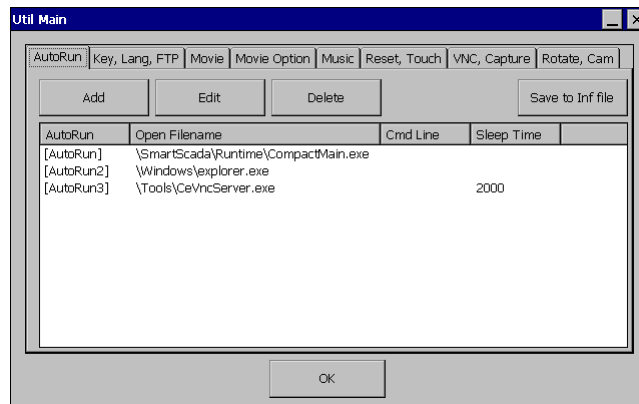 Util Main
AutoRun Key, Lang, FTP Movie Movie Option Music Reset, Touch VNC, Capture Rotate, Cam
Add Edit Delete Save to Inf file
AutoRun Open Filename Cmd Line Sleep Time
[AutoRun] \SmartScada\Runtime\CompactMain.exe
[AutoRun2] \Windows\explorer.exe
[AutoRun3] \Tools\CeVncServer.exe 2000
OK